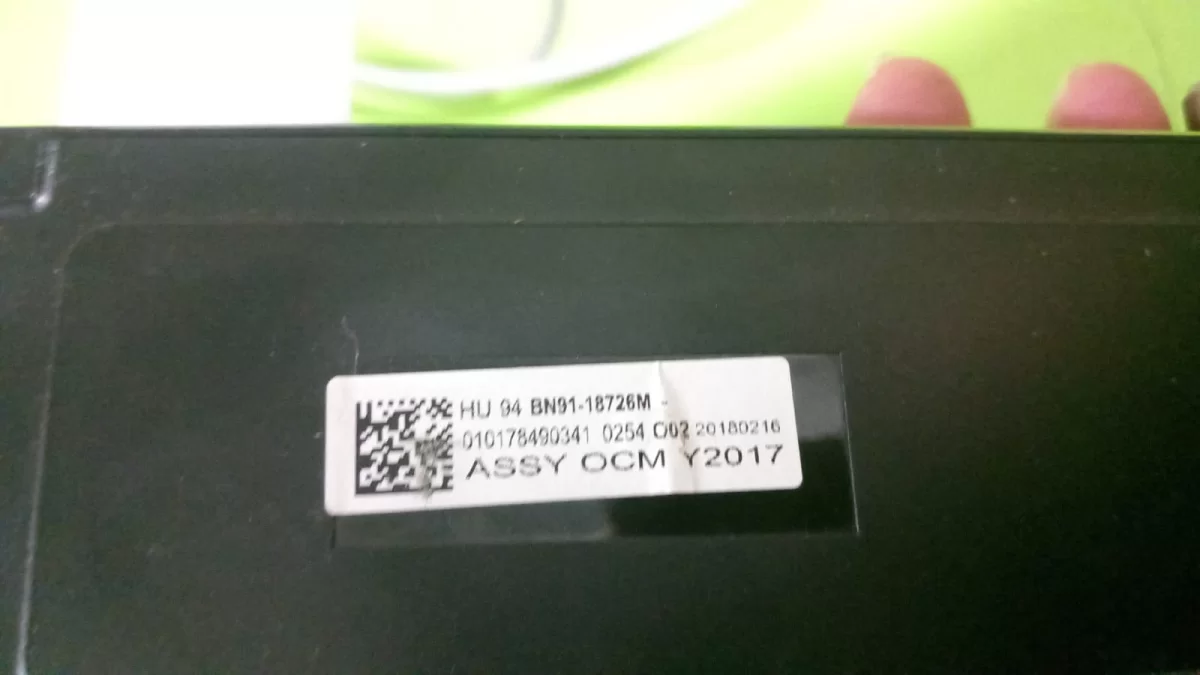 HU 94 BN91-18726M -
010178490341 0254 O02 20180216
ASSY OCM Y2017